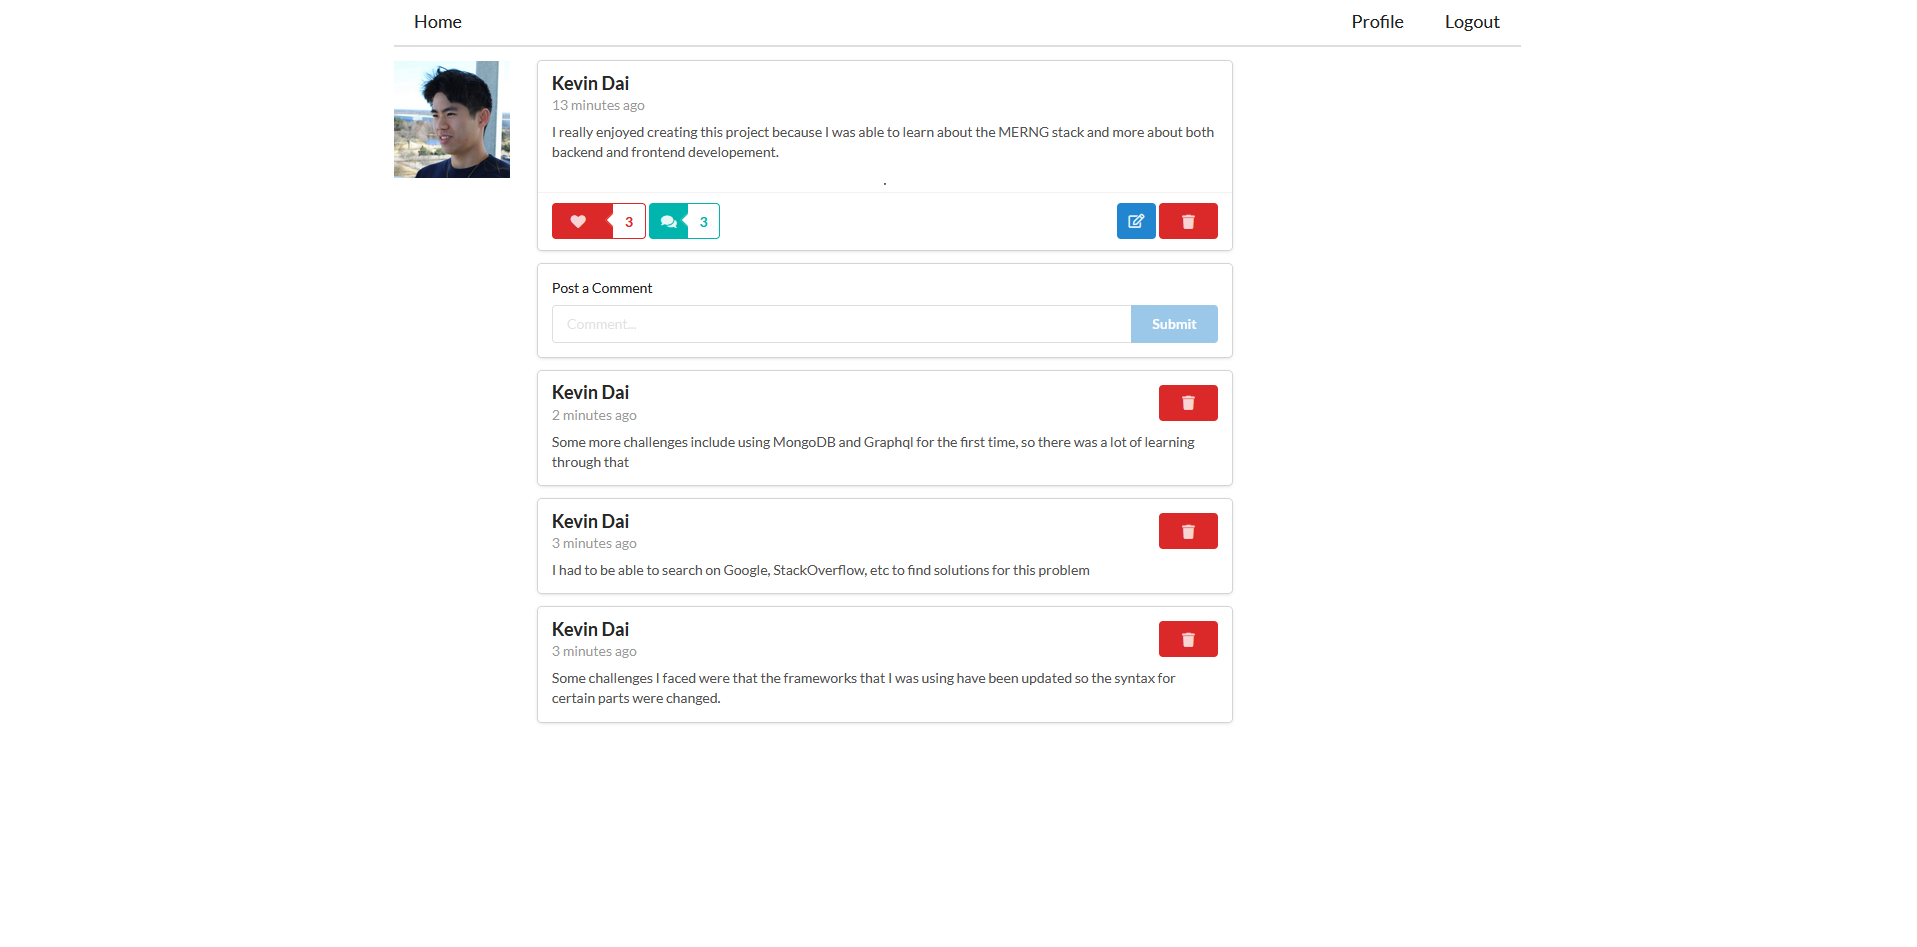 Home
Profile
Logout
Kevin Dai
13 minutes ago
I really enjoyed creating this project because I was able to learn about the MERNG stack and more about both
backend and frontend developement.
.
3
3
Post a Comment
Comment...
Submit
Kevin Dai
2 minutes ago
Some more challenges include using MongoDB and Graphql for the first time, so there was a lot of learning
through that
Kevin Dai
3 minutes ago
I had to be able to search on Google, StackOverflow, etc to find solutions for this problem
Kevin Dai
3 minutes ago
Some challenges I faced were that the frameworks that I was using have been updated so the syntax for
certain parts were changed.